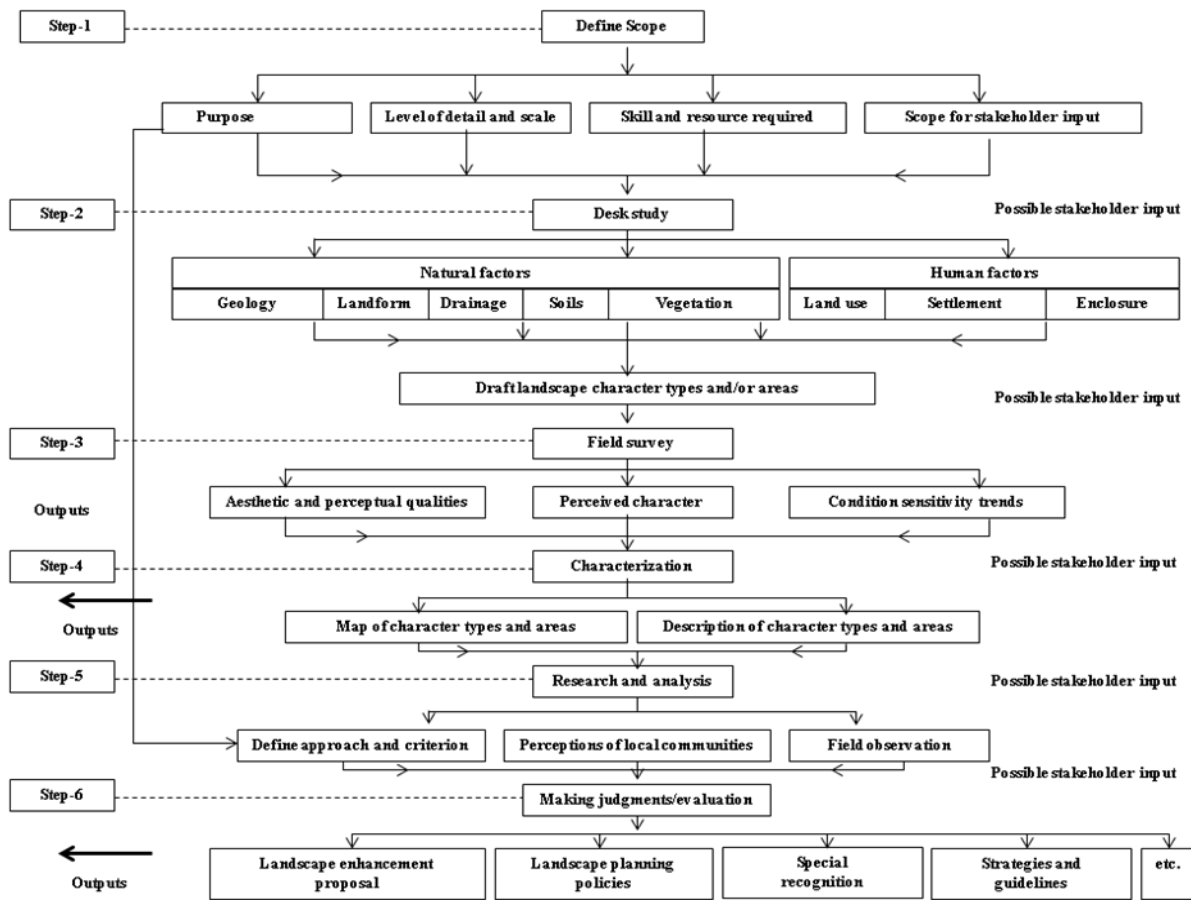 Step-1
Define Scope
Purpose
Level of detail and scale
Skill and resource required
Scope for stakeholder input
Step-2
Desk study
Possible stakeholder input
Natural factors
Human factors
Geology
Landform
Drainage
Soils
Vegetation
Land use
Settlement
Enclosure
Draft landscape character types and/or areas
Possible stakeholder input
Step-3
Field survey
Outputs
Aesthetic and perceptual qualities
Perceived character
Condition sensitivity trends
Step-4
Characterization
Possible stakeholder input
Outputs
Map of character types and areas
Description of character types and areas
Step-5
Research and analysis
Possible stakeholder input
Define approach and criterion
Perceptions of local communities
Field observation
Possible stakeholder input
Step-6
Making judgments/evaluation
Outputs
Landscape enhancement
proposal
Landscape planning
policies
Special
recognition
Strategies and
guidelines
etc.